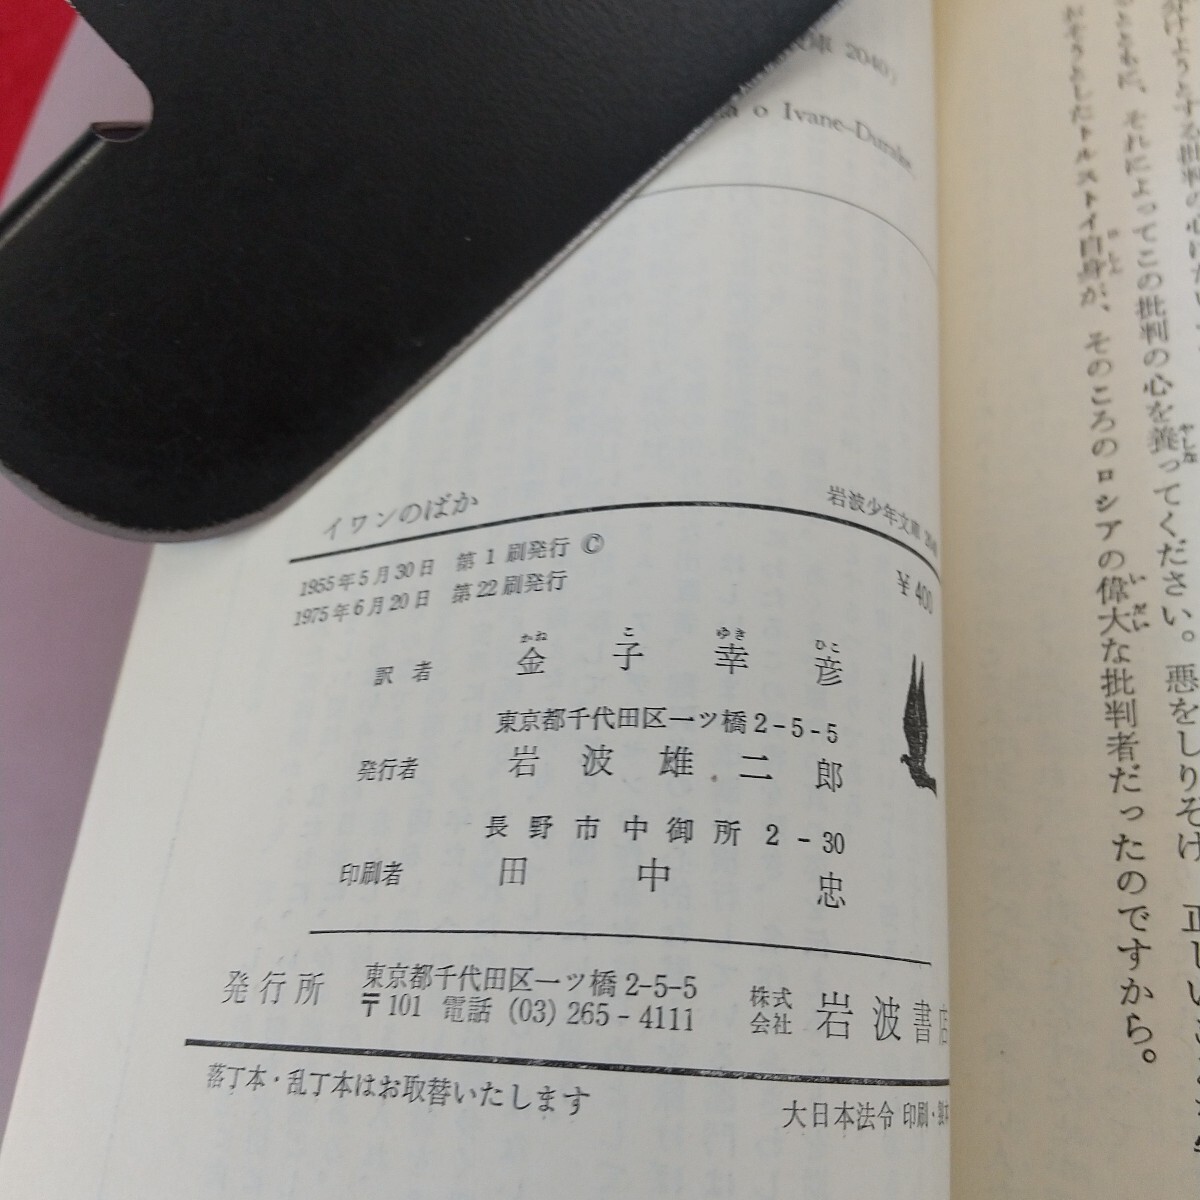 それによってこの批判の心を養ってください。悪をしりぞけ
トルストイ自身が、そのころのロシアの偉大な批判者だったのですから。
2040)
o Ivane-Durake
イワンのばか
岩波少年文庫
1955年5月30日 第1刷発行 ©
1975年6月20日 第22刷発行
¥400
訳者 金子幸彦
かねこゆきひこ
東京都千代田区一ツ橋2-5-5
発行者 岩波雄二郎
長野市中御所2-30
印刷者 田中忠
発行所 東京都千代田区一ツ橋2-5-5
〒101 電話 (03) 265-4111
株式会社 岩波書店
落丁本・乱丁本はお取替いたします
大日本法令印刷・